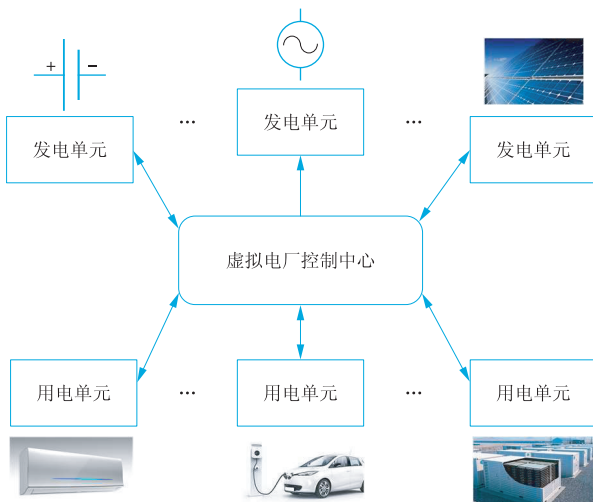 + −
... ...
发电单元 发电单元 发电单元
虚拟电厂控制中心
用电单元 ... 用电单元 ... 用电单元